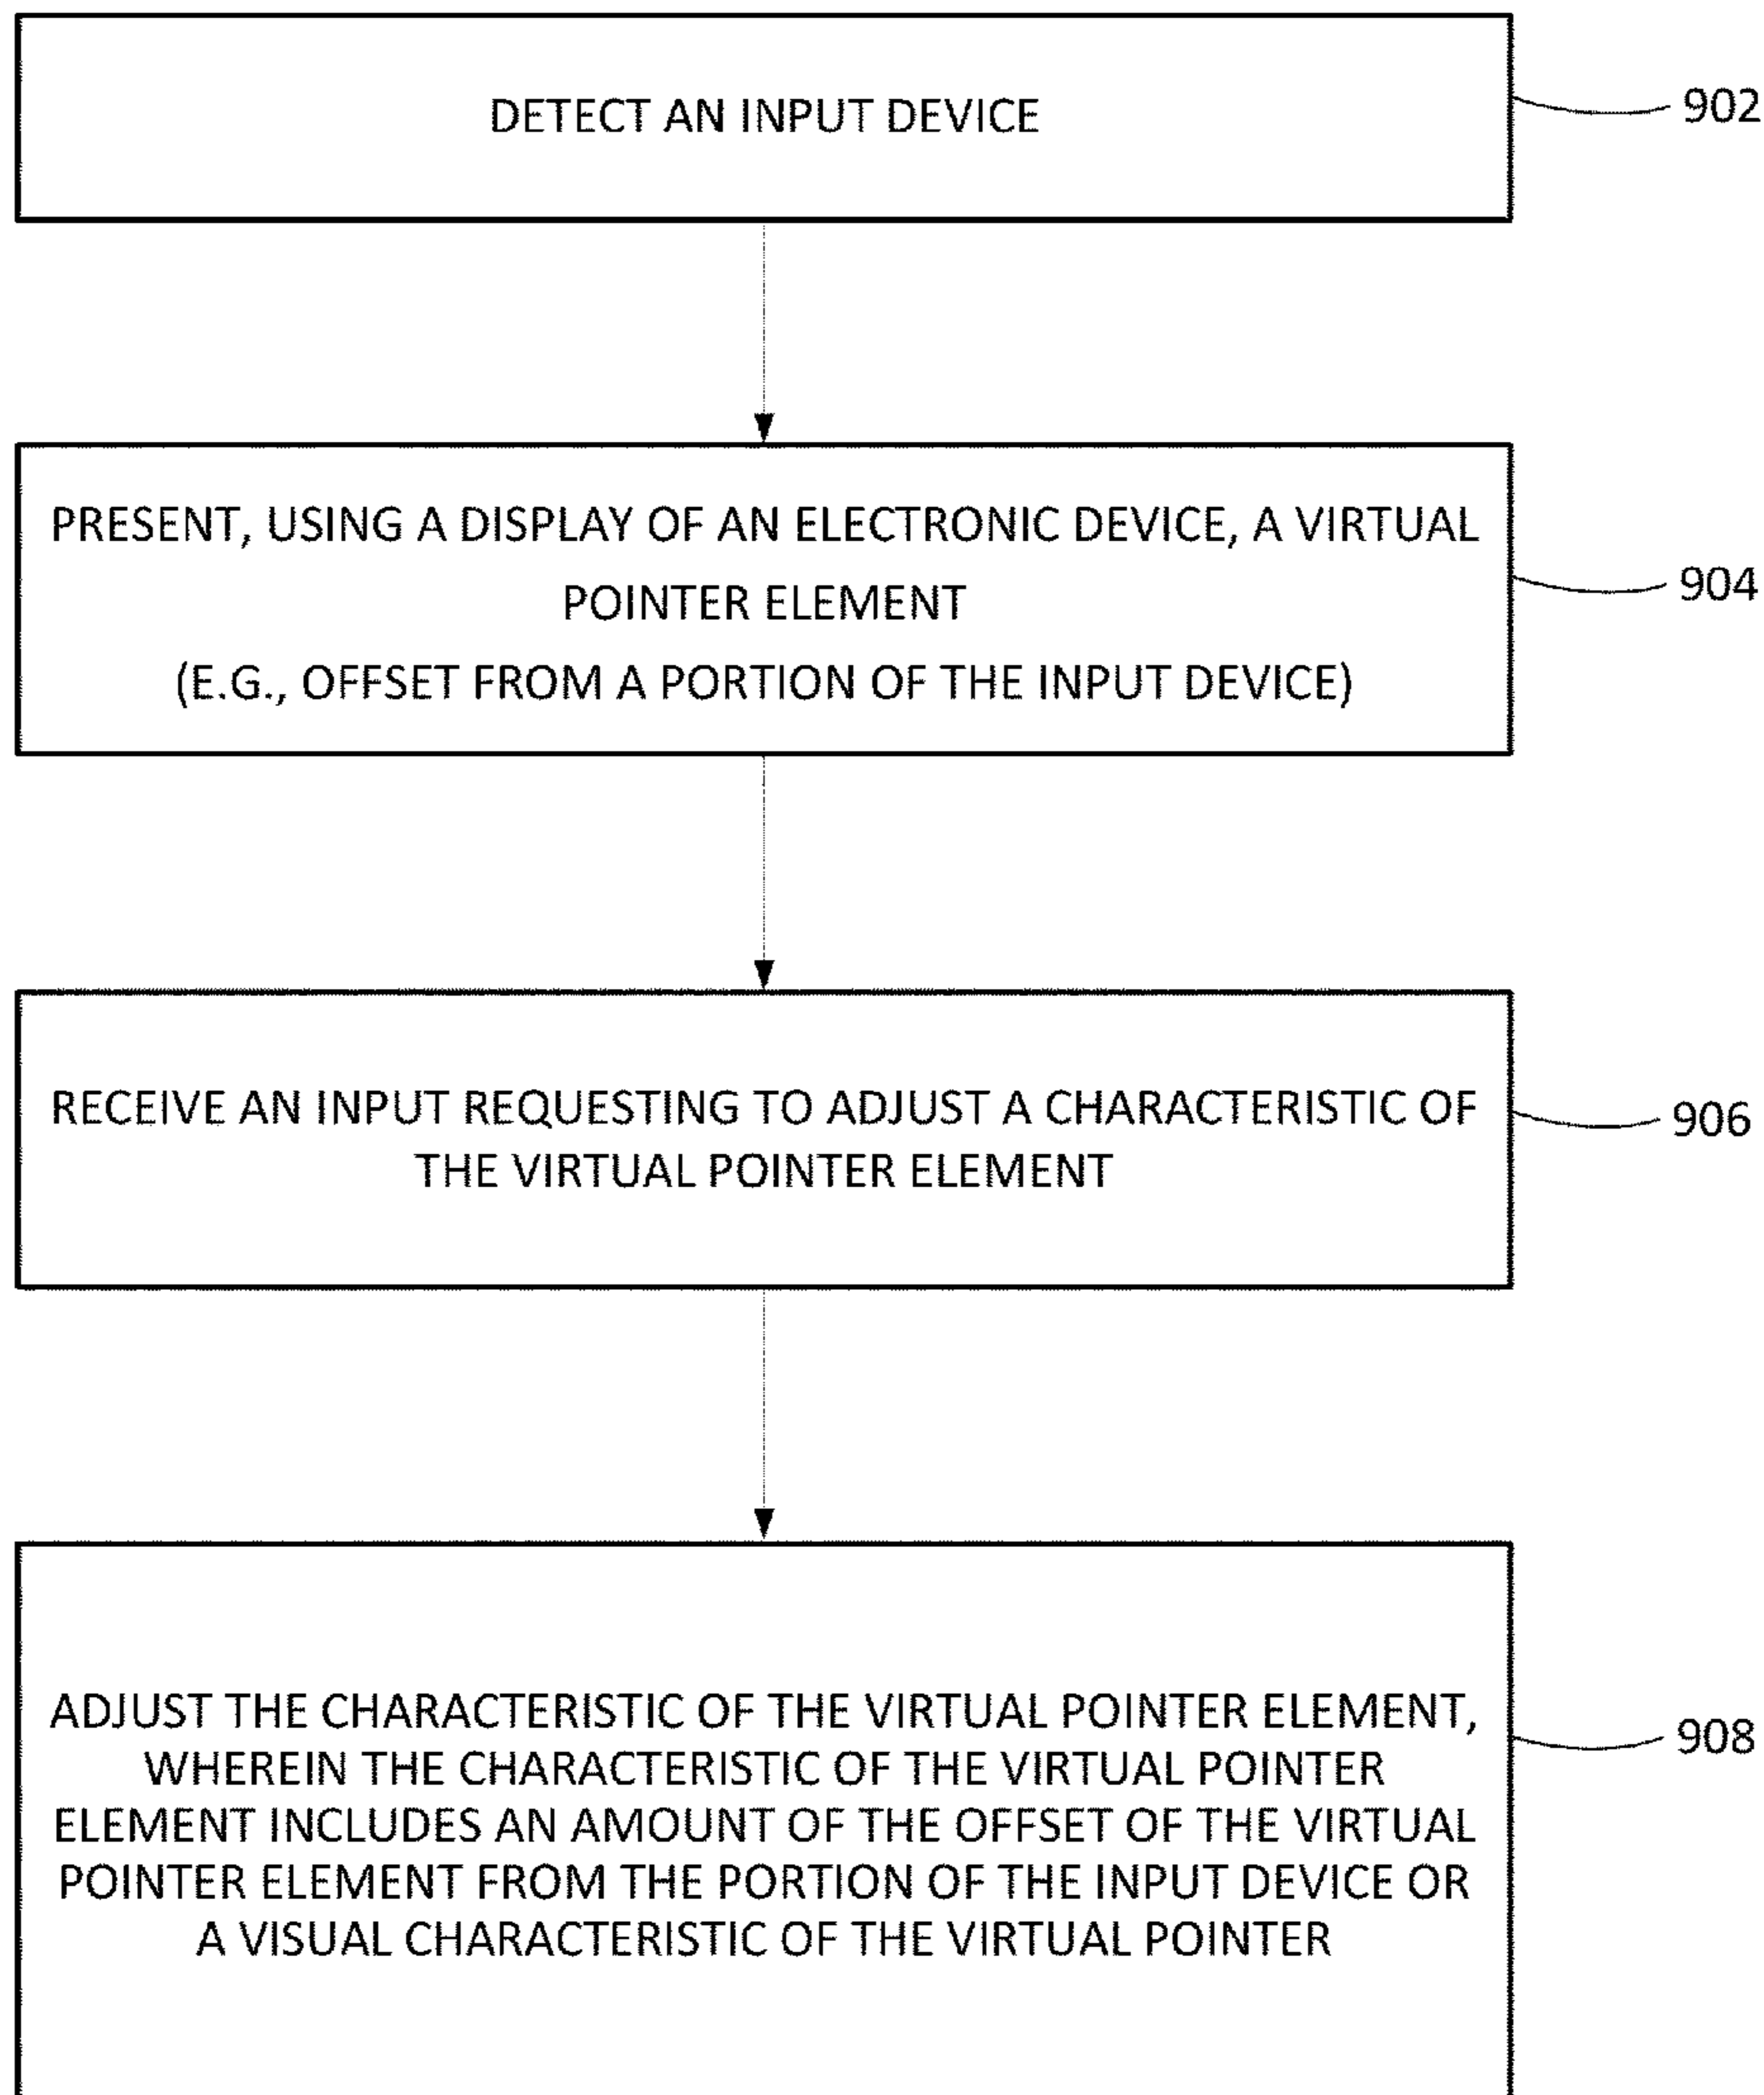 DETECT AN INPUT DEVICE
902
PRESENT, USING A DISPLAY OF AN ELECTRONIC DEVICE, A VIRTUAL
POINTER ELEMENT
(E.G., OFFSET FROM A PORTION OF THE INPUT DEVICE)
904
RECEIVE AN INPUT REQUESTING TO ADJUST A CHARACTERISTIC OF
THE VIRTUAL POINTER ELEMENT
906
ADJUST THE CHARACTERISTIC OF THE VIRTUAL POINTER ELEMENT,
WHEREIN THE CHARACTERISTIC OF THE VIRTUAL POINTER
ELEMENT INCLUDES AN AMOUNT OF THE OFFSET OF THE VIRTUAL
POINTER ELEMENT FROM THE PORTION OF THE INPUT DEVICE OR
A VISUAL CHARACTERISTIC OF THE VIRTUAL POINTER
908